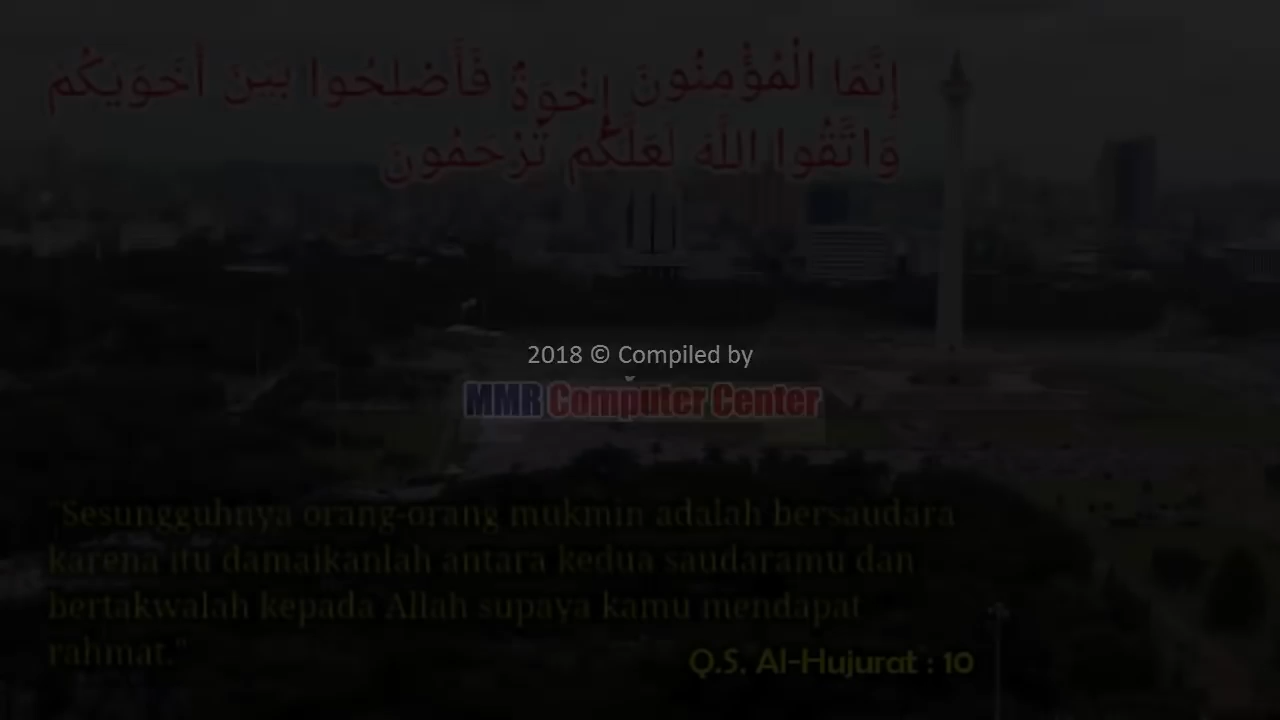 إِنَّمَا الْمُؤْمِنُونَ إِخْوَةٌ فَأَصْلِحُوا بَيْنَ أَخَوَيْكُمْ
وَاتَّقُوا اللَّهَ لَعَلَّكُمْ تُرْحَمُونَ
2018 © Compiled by
MMR Computer Center
"Sesungguhnya orang-orang mukmin adalah bersaudara
karena itu damaikanlah antara kedua saudaramu dan
bertakwalah kepada Allah supaya kamu mendapat
rahmat."
Q.S. Al-Hujurat : 10